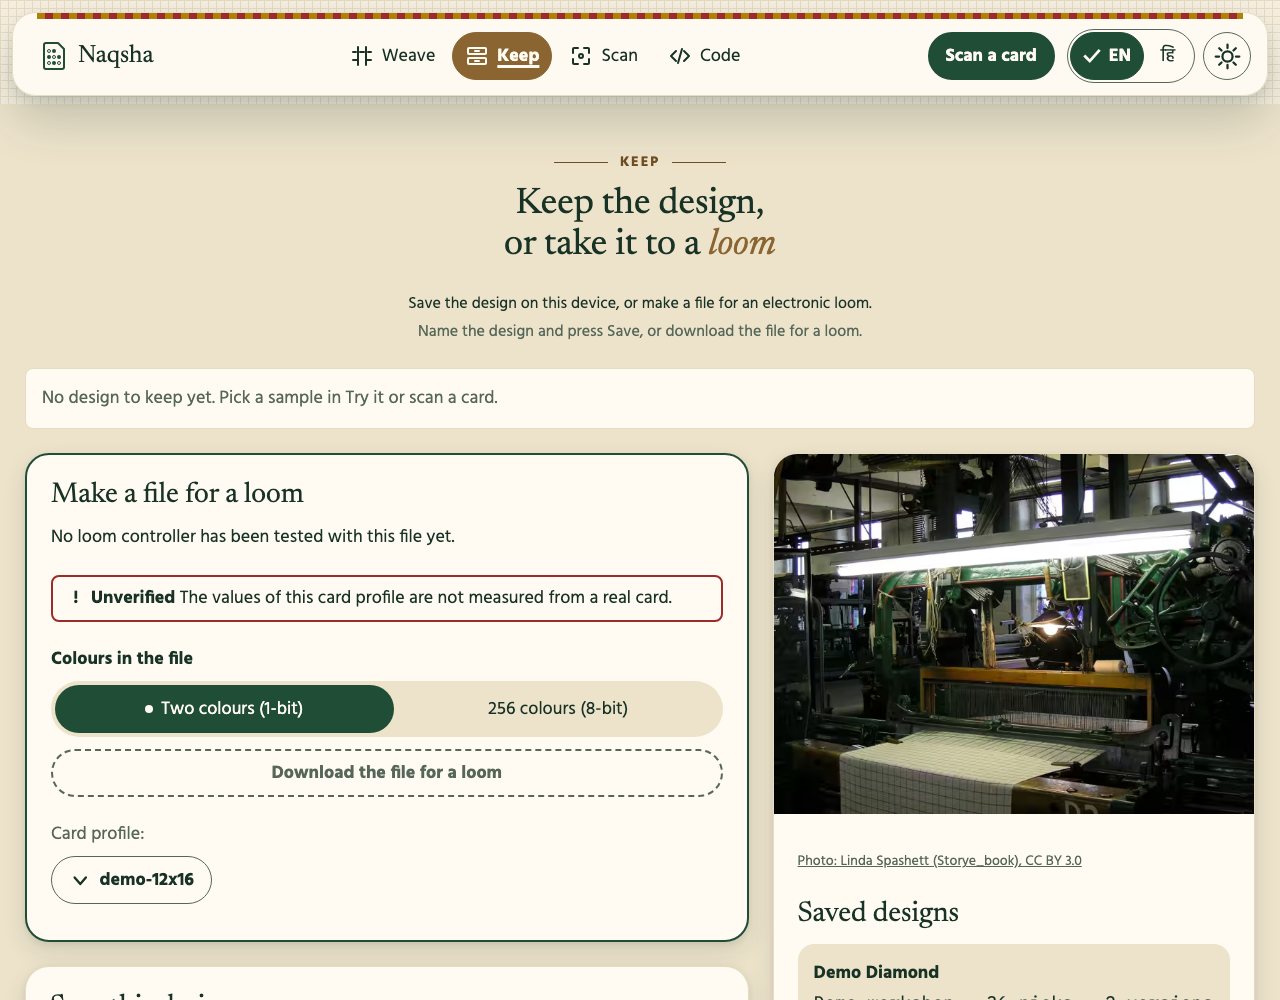 Naqsha
Weave
Keep
Scan
Code
Scan a card
EN
हिं
KEEP
Keep the design,
or take it to a loom
Save the design on this device, or make a file for an electronic loom.
Name the design and press Save, or download the file for a loom.
No design to keep yet. Pick a sample in Try it or scan a card.
Make a file for a loom
No loom controller has been tested with this file yet.
! Unverified The values of this card profile are not measured from a real card.
Colours in the file
Two colours (1-bit)
256 colours (8-bit)
Download the file for a loom
Card profile:
demo-12x16
Photo: Linda Spashett (Storye_book), CC BY 3.0
Saved designs
Demo Diamond